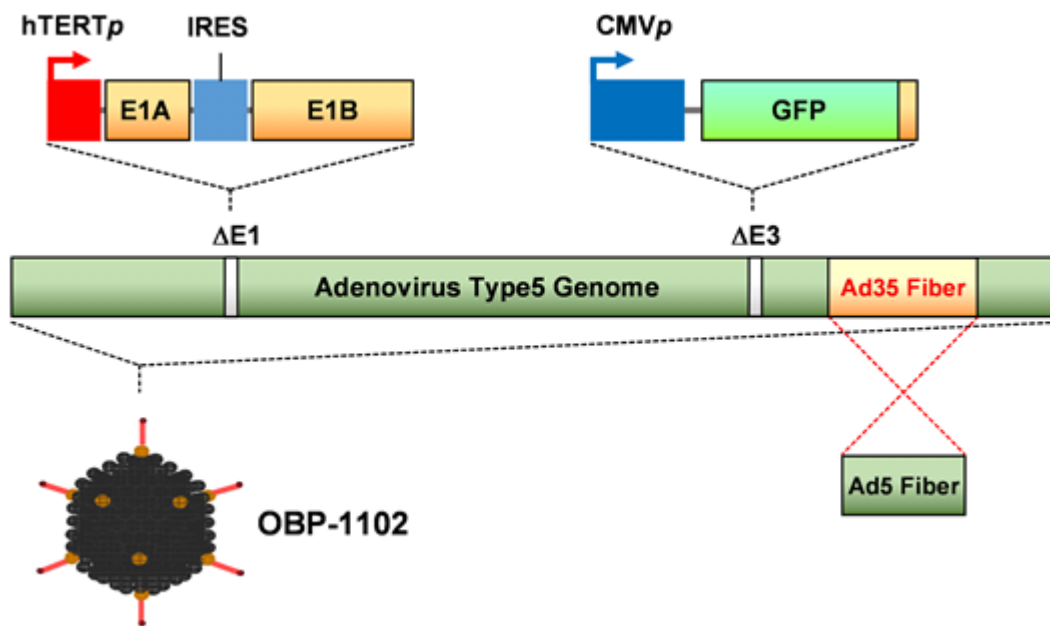 hTERTp
IRES
CMVp
E1A
E1B
GFP
ΔE1
ΔE3
Adenovirus Type5 Genome
Ad35 Fiber
Ad5 Fiber
OBP-1102